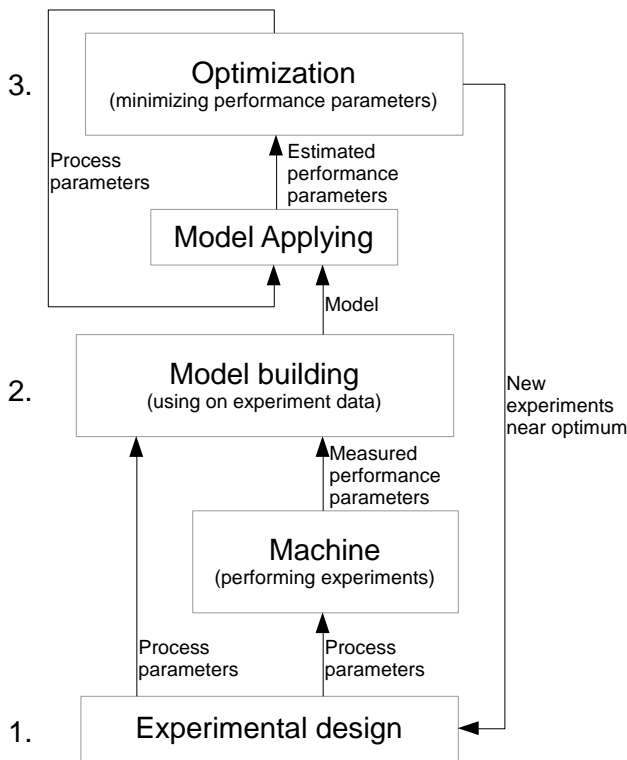 3.
Optimization
(minimizing performance parameters)
Process
parameters
Estimated
performance
parameters
Model Applying
Model
2.
Model building
(using on experiment data)
New
experiments
near optimum
Measured
performance
parameters
Machine
(performing experiments)
Process
parameters
Process
parameters
1.
Experimental design